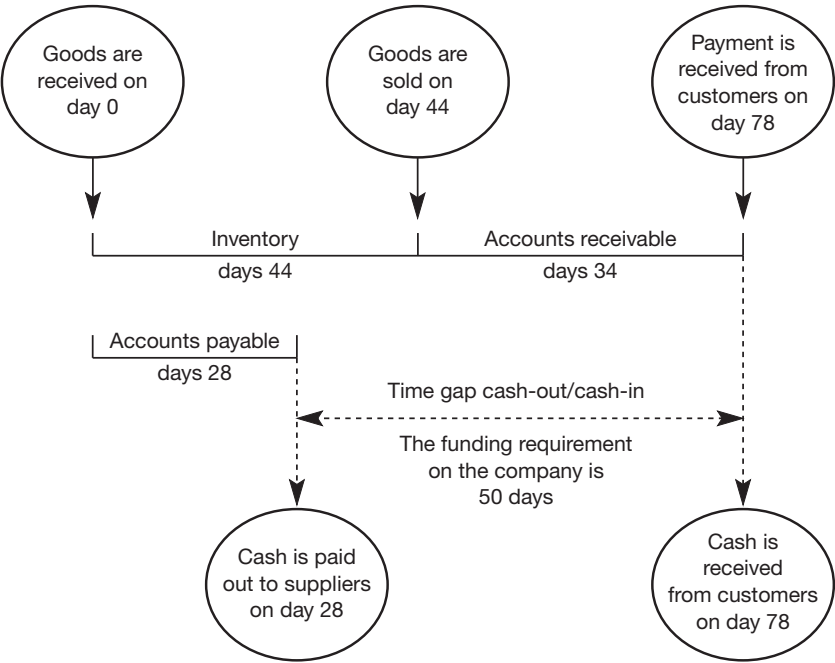 Goods are
received on
day 0
Goods are
sold on
day 44
Payment is
received from
customers on
day 78
Inventory
days 44
Accounts receivable
days 34
Accounts payable
days 28
Time gap cash-out/cash-in
The funding requirement
on the company is
50 days
Cash is paid
out to suppliers
on day 28
Cash is
received
from customers
on day 78